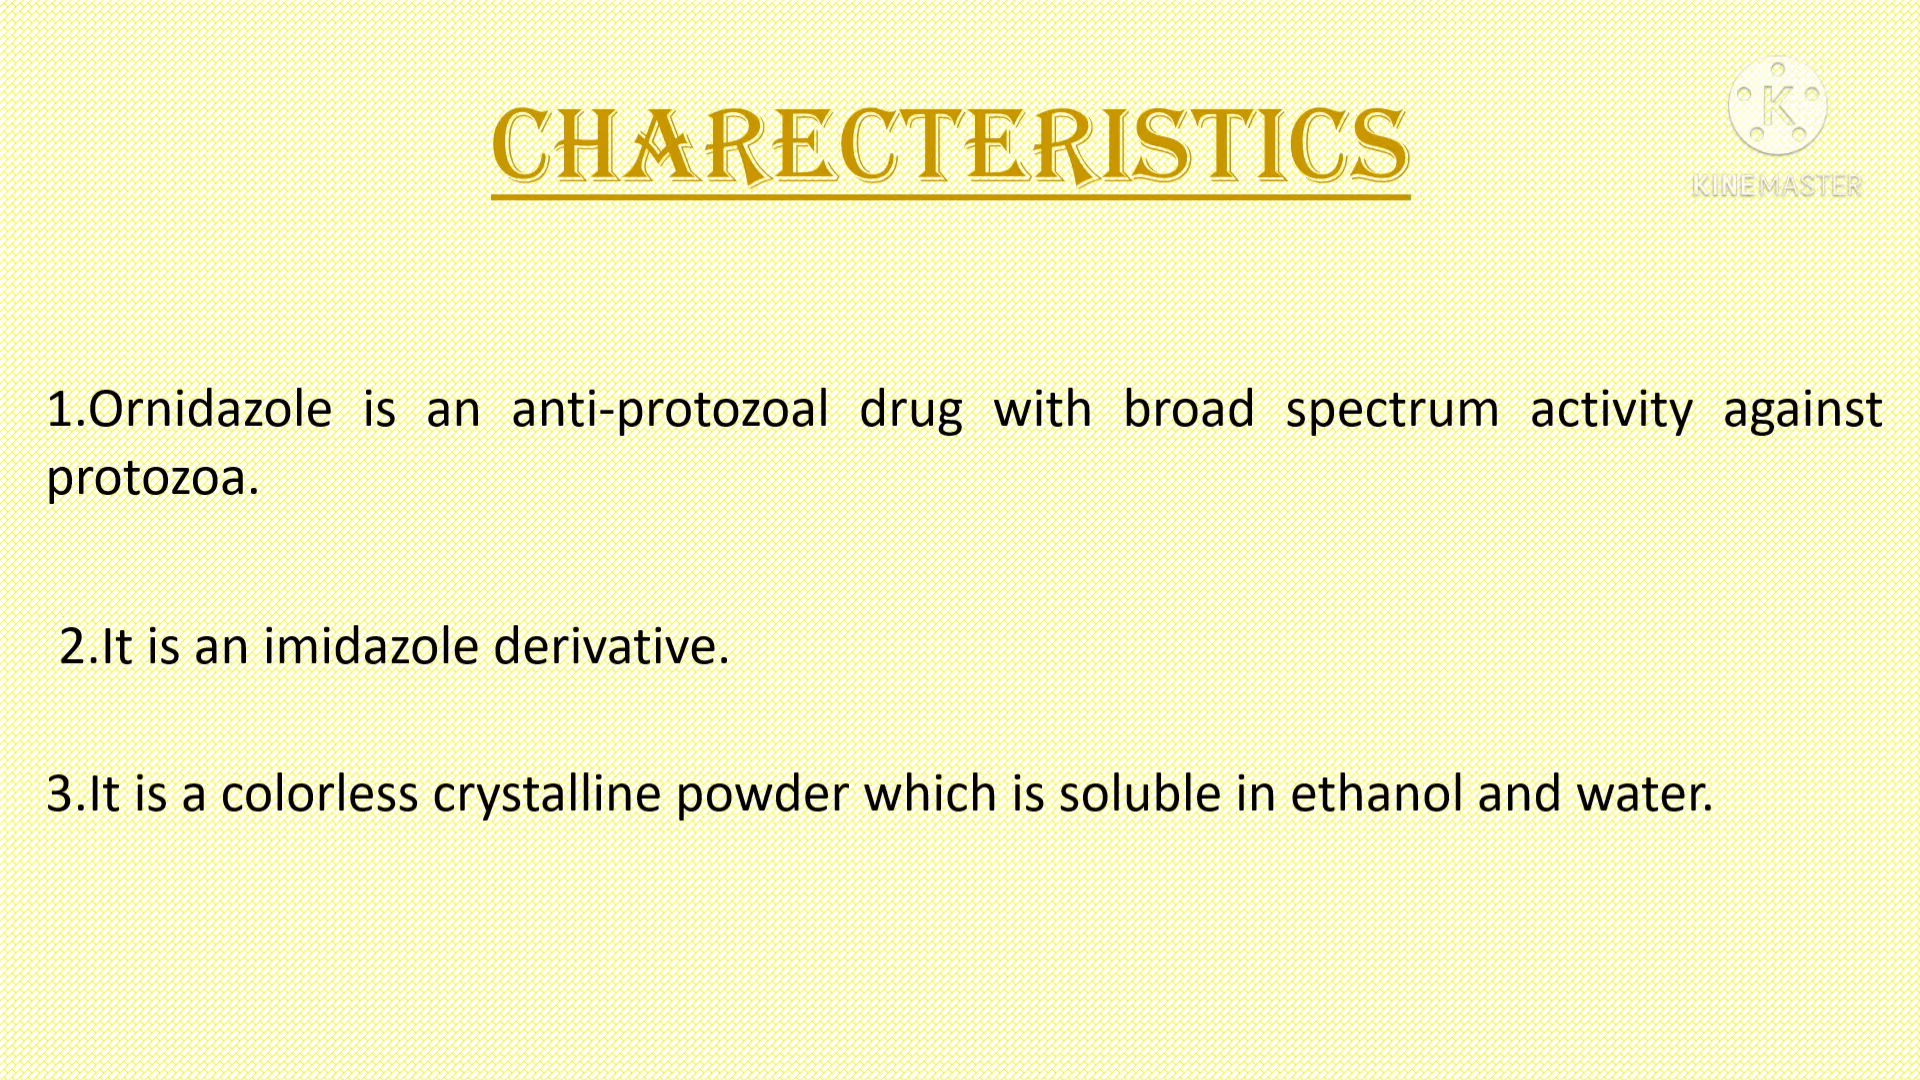 CHARECTERISTICS
KINEMASTER
1.Ornidazole is an anti-protozoal drug with broad spectrum activity against
protozoa.
2.It is an imidazole derivative.
3.It is a colorless crystalline powder which is soluble in ethanol and water.